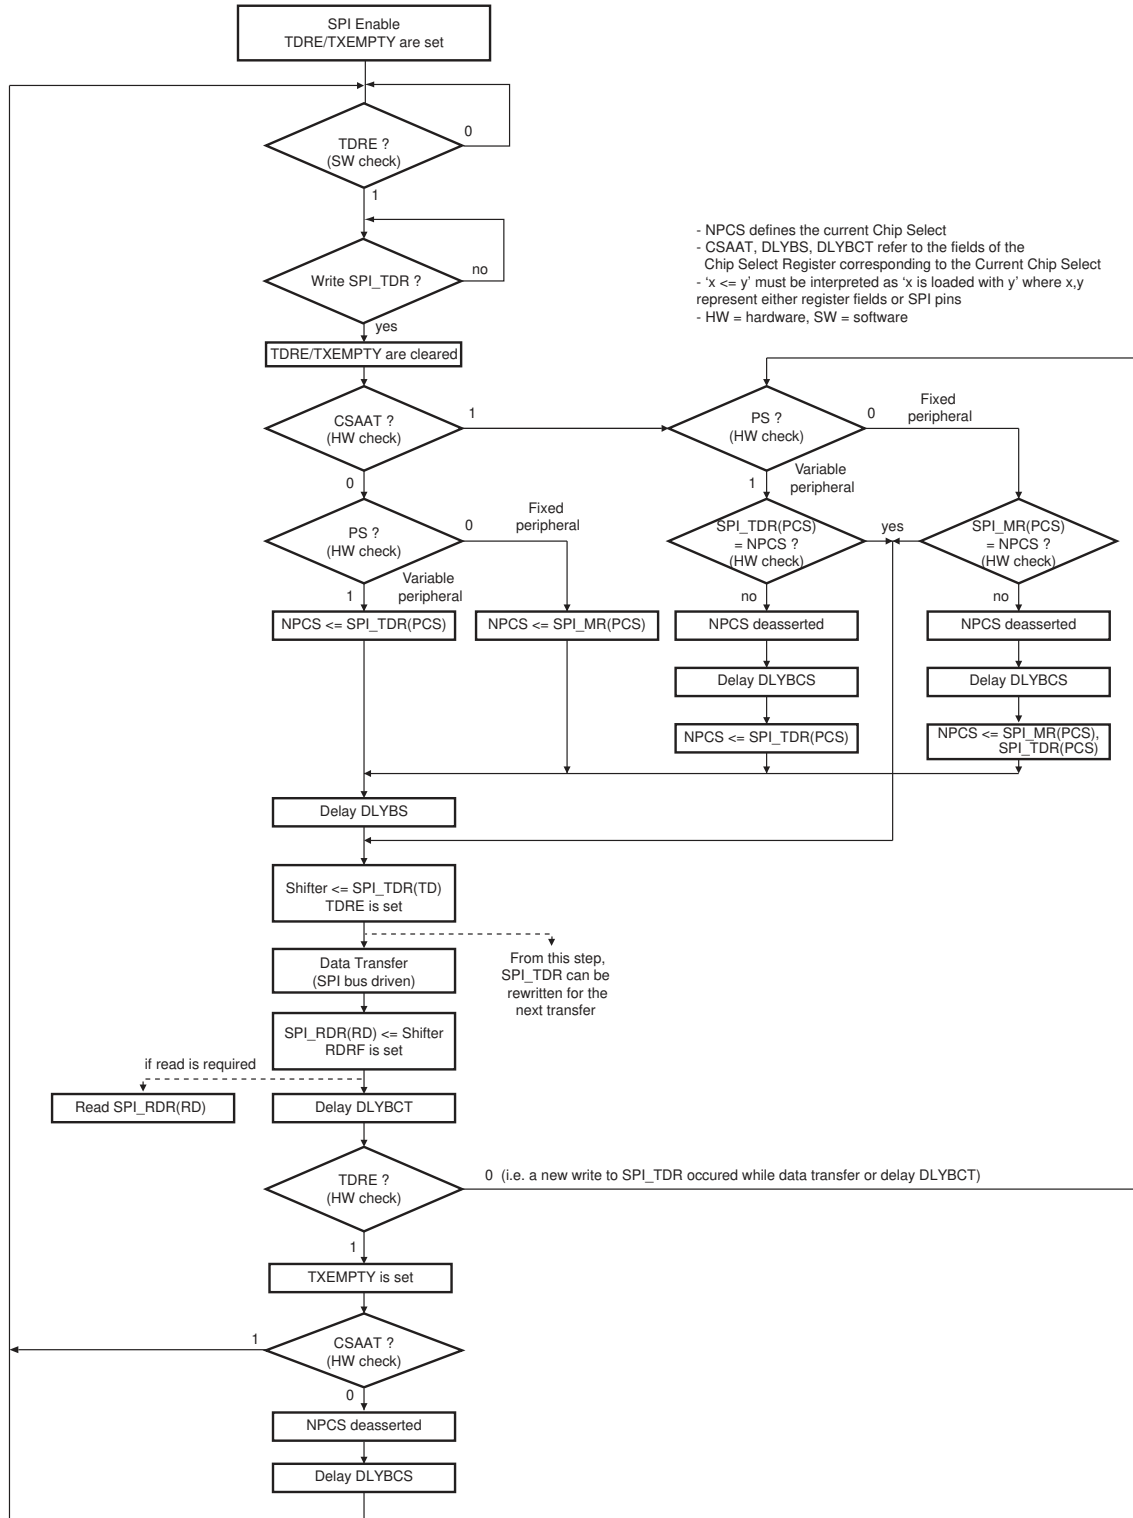 SPI Enable
TDRE/TXEMPTY are set
TDRE ?
(SW check)
0
1
Write SPI_TDR ?
no
yes
TDRE/TXEMPTY are cleared
- NPCS defines the current Chip Select
- CSAAT, DLYBS, DLYBCT refer to the fields of the
Chip Select Register corresponding to the Current Chip Select
- ‘x <= y’ must be interpreted as ‘x is loaded with y’ where x,y
represent either register fields or SPI pins
- HW = hardware, SW = software
CSAAT ?
(HW check)
1
0
PS ?
(HW check)
0
Fixed
peripheral
1
Variable
peripheral
PS ?
(HW check)
0
Fixed
peripheral
1
Variable
peripheral
SPI_TDR(PCS)
= NPCS ?
(HW check)
yes
no
SPI_MR(PCS)
= NPCS ?
(HW check)
no
NPCS <= SPI_TDR(PCS)
NPCS <= SPI_MR(PCS)
NPCS deasserted
NPCS deasserted
Delay DLYBCS
Delay DLYBCS
NPCS <= SPI_TDR(PCS)
NPCS <= SPI_MR(PCS),
SPI_TDR(PCS)
Delay DLYBS
Shifter <= SPI_TDR(TD)
TDRE is set
Data Transfer
(SPI bus driven)
From this step,
SPI_TDR can be
rewritten for the
next transfer
SPI_RDR(RD) <= Shifter
RDRF is set
if read is required
Read SPI_RDR(RD)
Delay DLYBCT
TDRE ?
(HW check)
0 (i.e. a new write to SPI_TDR occured while data transfer or delay DLYBCT)
1
TXEMPTY is set
CSAAT ?
(HW check)
1
0
NPCS deasserted
Delay DLYBCS